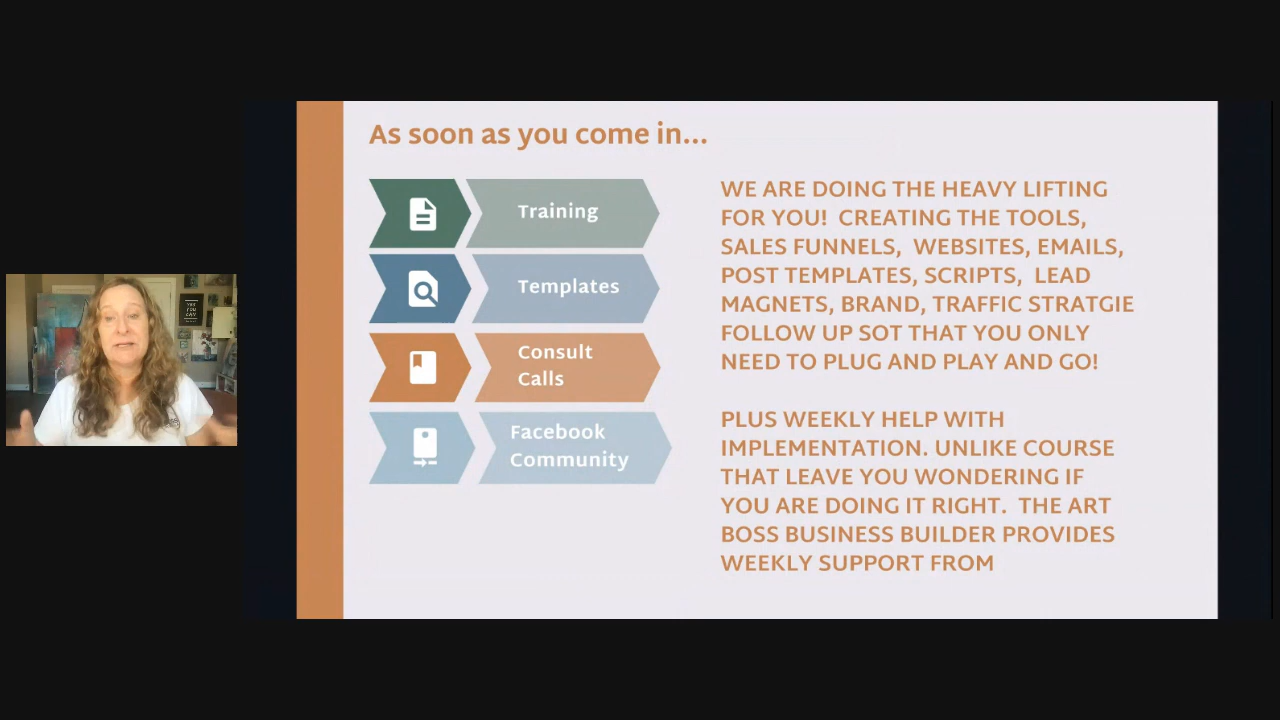 As soon as you come in...
Training
Templates
Consult
Calls
Facebook
Community
WE ARE DOING THE HEAVY LIFTING
FOR YOU!  CREATING THE TOOLS,
SALES FUNNELS,  WEBSITES, EMAILS,
POST TEMPLATES, SCRIPTS,  LEAD
MAGNETS, BRAND, TRAFFIC STRATGIE
FOLLOW UP SOT THAT YOU ONLY
NEED TO PLUG AND PLAY AND GO!
PLUS WEEKLY HELP WITH
IMPLEMENTATION. UNLIKE COURSE
THAT LEAVE YOU WONDERING IF
YOU ARE DOING IT RIGHT.  THE ART
BOSS BUSINESS BUILDER PROVIDES
WEEKLY SUPPORT FROM